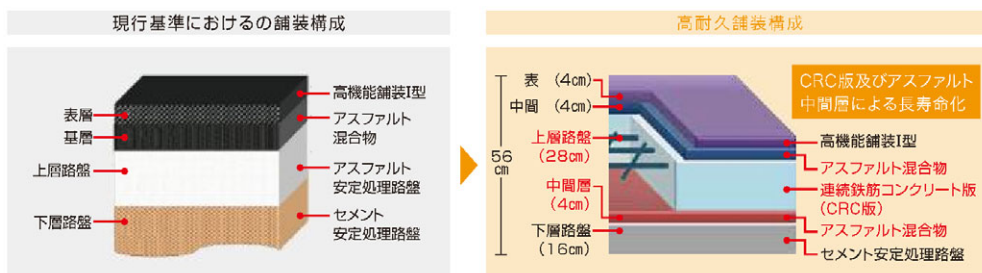 現行基準におけるの舗装構成
表層
基層
上層路盤
下層路盤
高機能舗装I型
アスファルト
混合物
アスファルト
安定処理路盤
セメント
安定処理路盤
高耐久舗装構成
CRC版及びアスファルト
中間層による長寿命化
56
cm
表（4cm）
中間（4cm）
上層路盤
（28cm）
中間層
（4cm）
下層路盤
（16cm）
高機能舗装I型
アスファルト混合物
連続鉄筋コンクリート版
（CRC版）
アスファルト混合物
セメント安定処理路盤